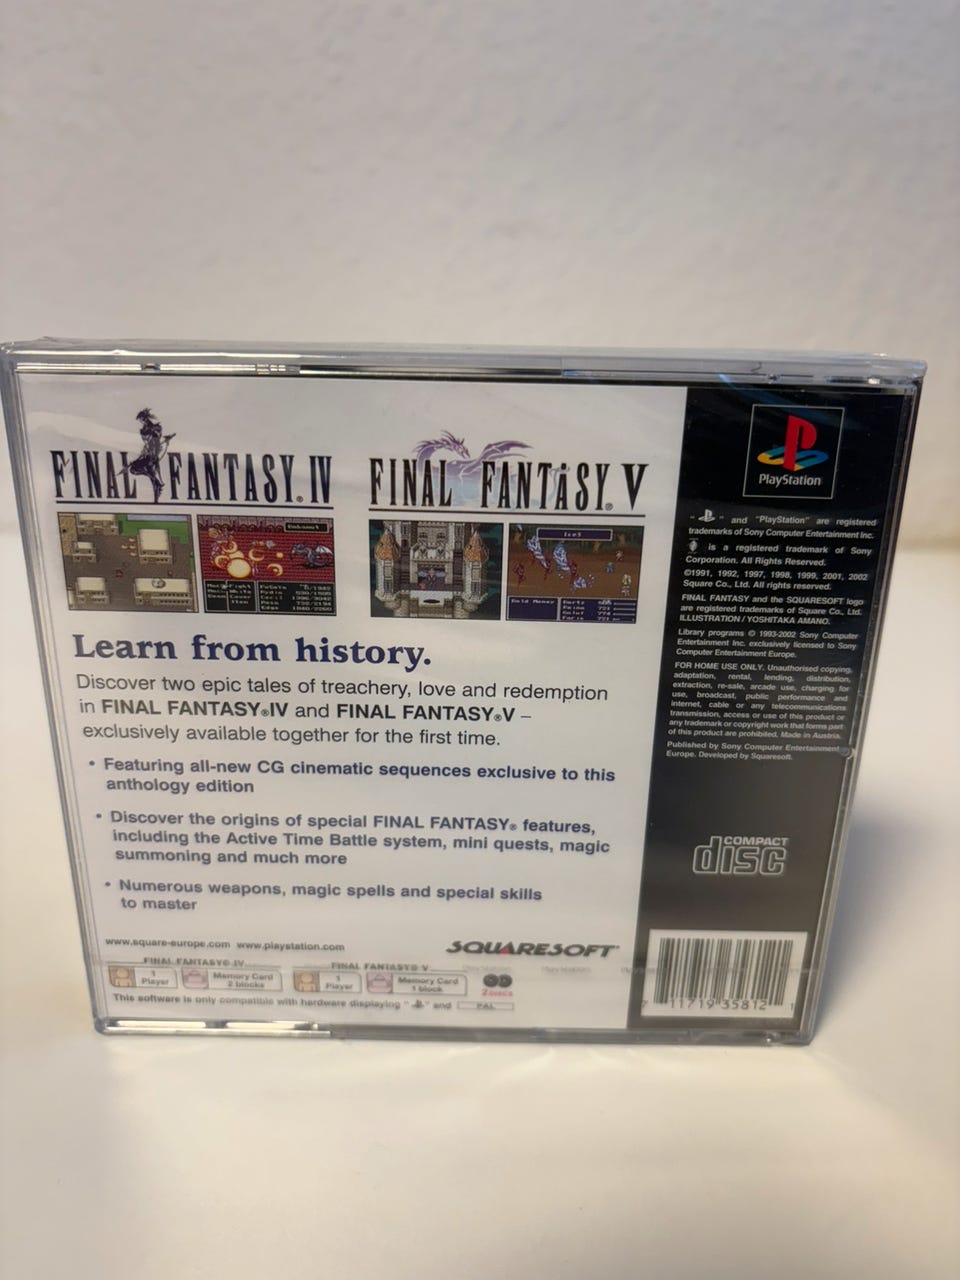 FINAL FANTASY® IV
FINAL FANTASY® V
Learn from history.
Discover two epic tales of treachery, love and redemption
in FINAL FANTASY®IV and FINAL FANTASY®V –
exclusively available together for the first time.
• Featuring all-new CG cinematic sequences exclusive to this
anthology edition
• Discover the origins of special FINAL FANTASY® features,
including the Active Time Battle system, mini quests, magic
summoning and much more
• Numerous weapons, magic spells and special skills
to master
www.square-europe.com www.playstation.com
SQUARESOFT
FINAL FANTASY® IV
1
Player
Memory Card
2 blocks
FINAL FANTASY® V
1
Player
Memory Card
1 block
2 DISCS
This software is only compatible with hardware displaying " " and PAL
PlayStation
" " and "PlayStation" are registered
trademarks of Sony Computer Entertainment Inc.
is a registered trademark of Sony
Corporation. All Rights Reserved.
©1991, 1992, 1997, 1998, 1999, 2001, 2002
Square Co., Ltd. All rights reserved.
FINAL FANTASY and the SQUARESOFT logo
are registered trademarks of Square Co., Ltd.
ILLUSTRATION / YOSHITAKA AMANO.
Library programs © 1993-2002 Sony Computer
Entertainment Inc. exclusively licensed to Sony
Computer Entertainment Europe.
FOR HOME USE ONLY. Unauthorised copying,
adaptation, rental, lending, distribution,
extraction, re-sale, arcade use, charging for
use, broadcast, public performance and
internet, cable or any telecommunications
transmission, access or use of this product or
any trademark or copyright work that forms part
of this product are prohibited. Made in Austria.
Published by Sony Computer Entertainment
Europe. Developed by Squaresoft.
COMPACT
disc
7 11719 35812 1